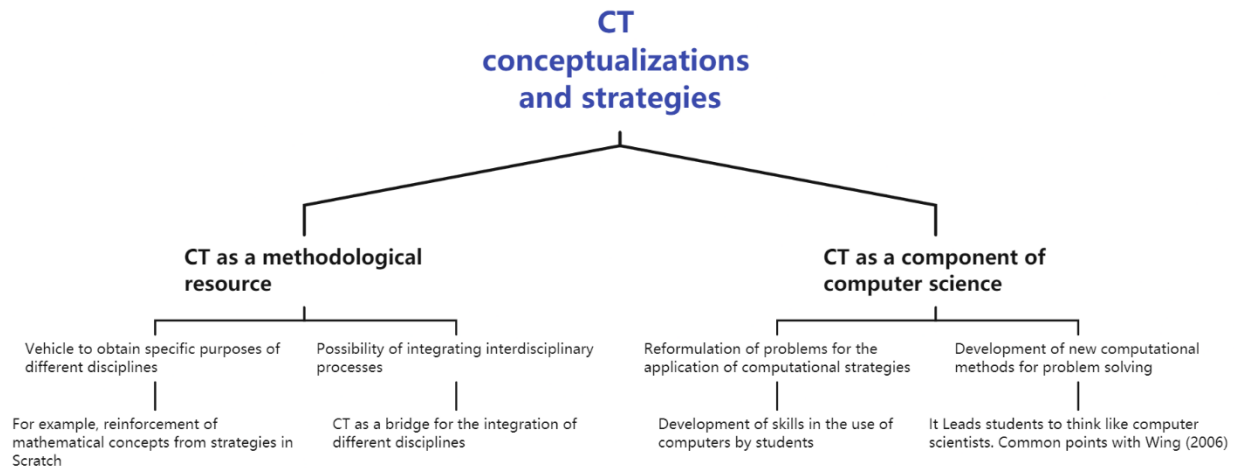 CT
conceptualizations
and strategies
CT as a methodological
resource
CT as a component of
computer science
Vehicle to obtain specific purposes of
different disciplines
Possibility of integrating interdisciplinary
processes
Reformulation of problems for the
application of computational strategies
Development of new computational
methods for problem solving
For example, reinforcement of
mathematical concepts from strategies in
Scratch
CT as a bridge for the integration of
different disciplines
Development of skills in the use of
computers by students
It Leads students to think like computer
scientists. Common points with Wing (2006)